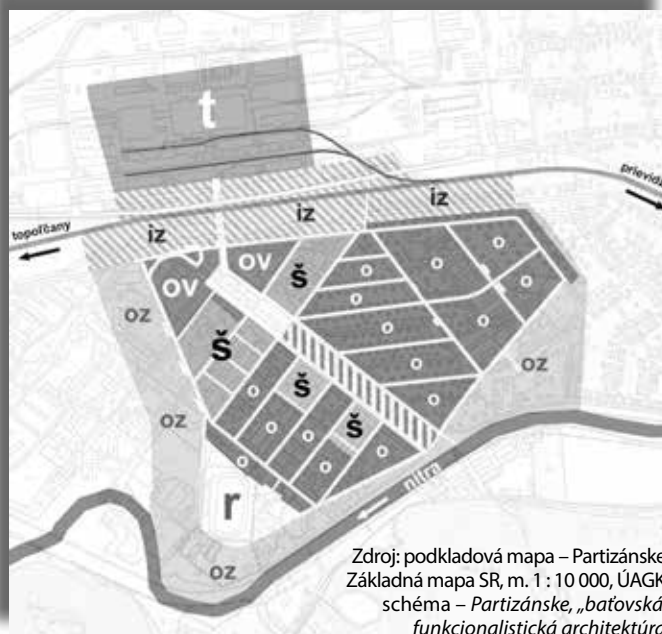 t
prievidz
topoľčany
iz
iz
iz
ov
ov
š
o
o
o
o
o
o
o
o
o
o
oz
š
š
š
o
o
o
o
o
o
oz
oz
r
nitra
oz
Zdroj: podkladová mapa – Partizánske
Základná mapa SR, m. 1 : 10 000, ÚAGK
schéma – Partizánske, „baťovská
funkcionalistická architektúra